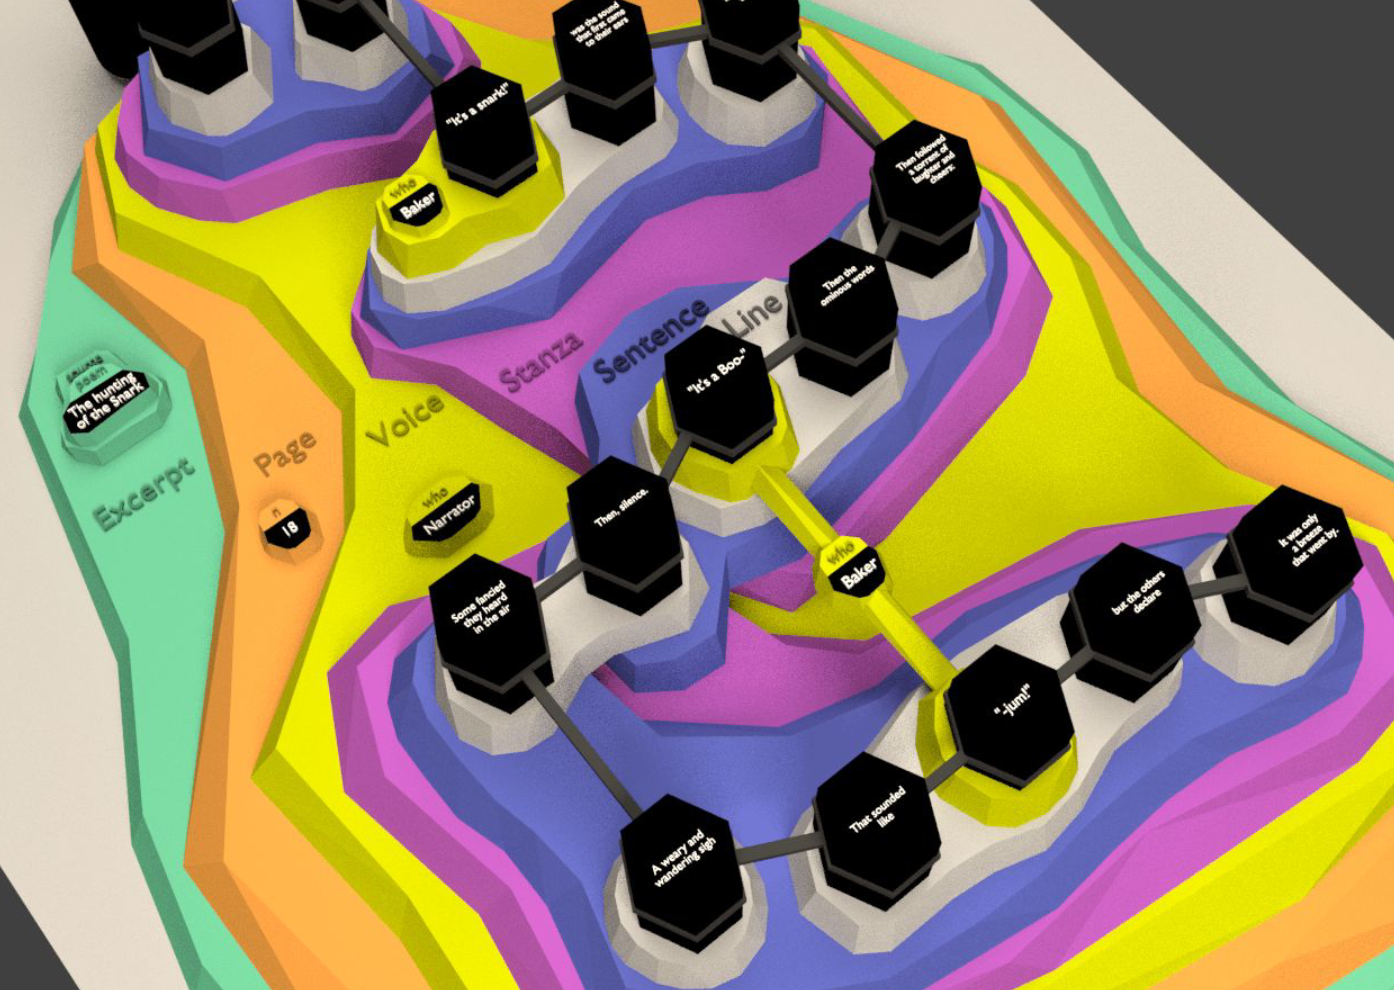 was the sound
that first came
to their ears
"It's a snark!"
who
Baker
Then followed
a torrent of
laughter and
cheers:
Then the
ominous words
Line
Sentence
Stanza
"It's a Boo-"
poem
The hunting
of the Snark
Excerpt
Page
n
18
Voice
who
Narrator
Then, silence.
Some fancied
they heard
in the air
who
Baker
It was only
a breeze
that went by.
but the others
declare
"-jum!"
That sounded
like
A weary and
wandering sigh